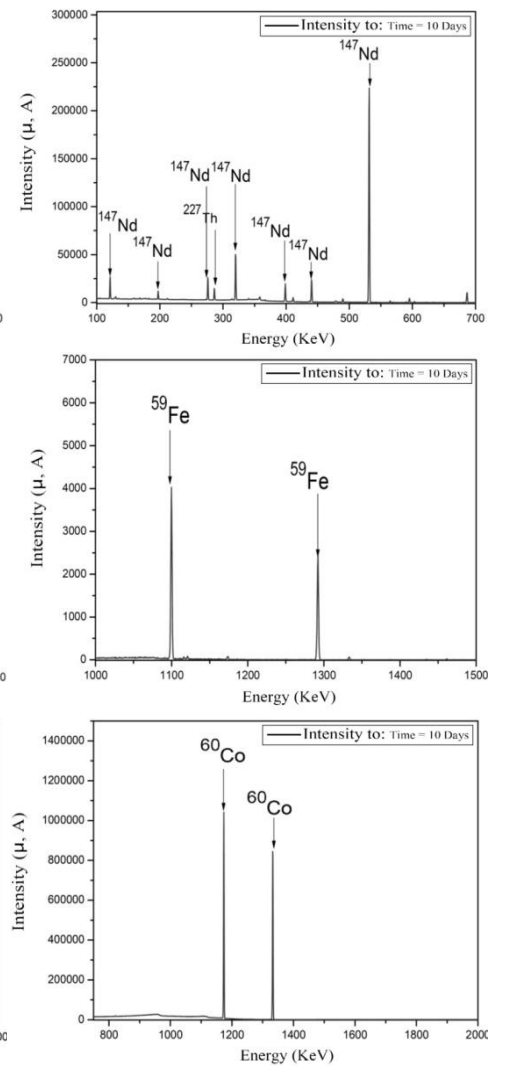 300000
Intensity to: Time = 10 Days
147Nd
250000
200000
Intensity (μ, A)
150000
147Nd 147Nd
100000
227Th
147Nd
147Nd
147Nd
147Nd
50000
0
100 200 300 400 500 600 700
Energy (KeV)
7000
Intensity to: Time = 10 Days
6000
59Fe
5000
Intensity (μ, A)
59Fe
4000
3000
2000
1000
0
1000 1100 1200 1300 1400 1500
Energy (KeV)
Intensity to: Time = 10 Days
1400000
60Co
1200000
60Co
1000000
Intensity (μ, A)
800000
600000
400000
200000
0
800 1000 1200 1400 1600 1800 2000
Energy (KeV)